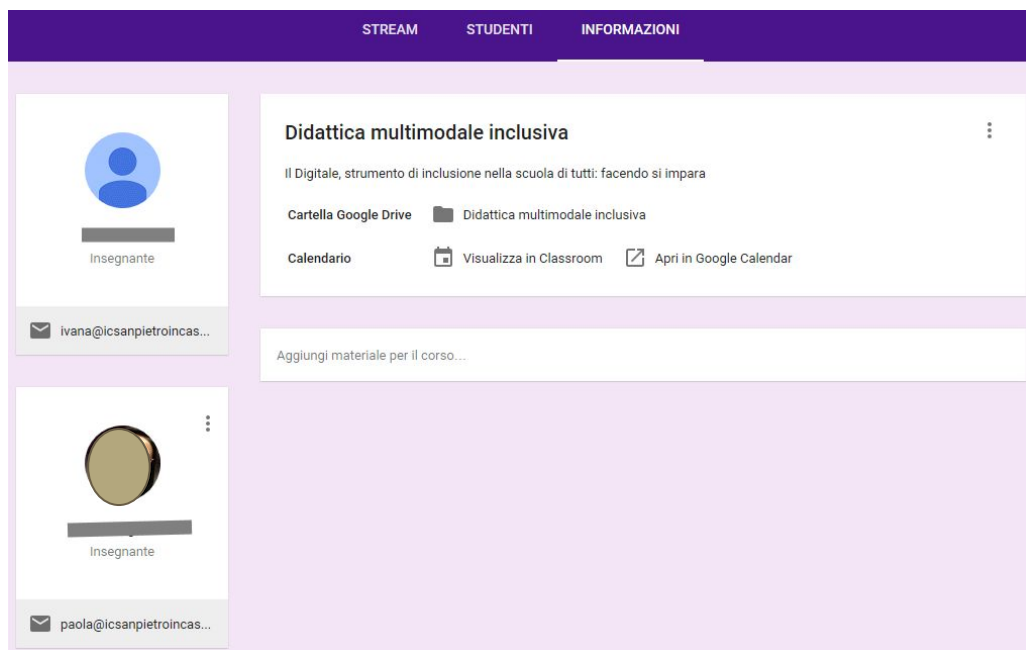 STREAM STUDENTI INFORMAZIONI
Insegnante
ivana@icsanpietroincas...
Insegnante
paola@icsanpietroincas...
Didattica multimodale inclusiva
Il Digitale, strumento di inclusione nella scuola di tutti: facendo si impara
Cartella Google Drive Didattica multimodale inclusiva
Calendario Visualizza in Classroom Apri in Google Calendar
Aggiungi materiale per il corso...